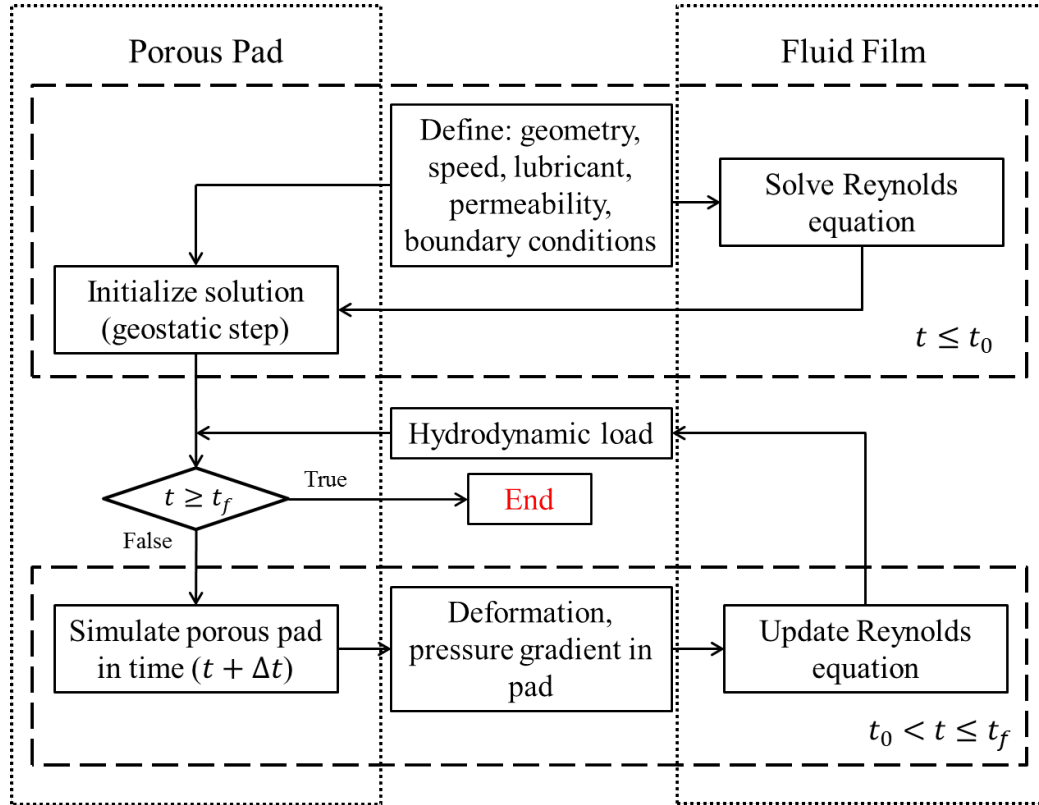 Porous Pad
Fluid Film
Define: geometry,
speed, lubricant,
permeability,
boundary conditions
Solve Reynolds
equation
Initialize solution
(geostatic step)
t ≤ t₀
Hydrodynamic load
t ≥ t_f
True
End
False
Simulate porous pad
in time (t + Δt)
Deformation,
pressure gradient in
pad
Update Reynolds
equation
t₀ < t ≤ t_f